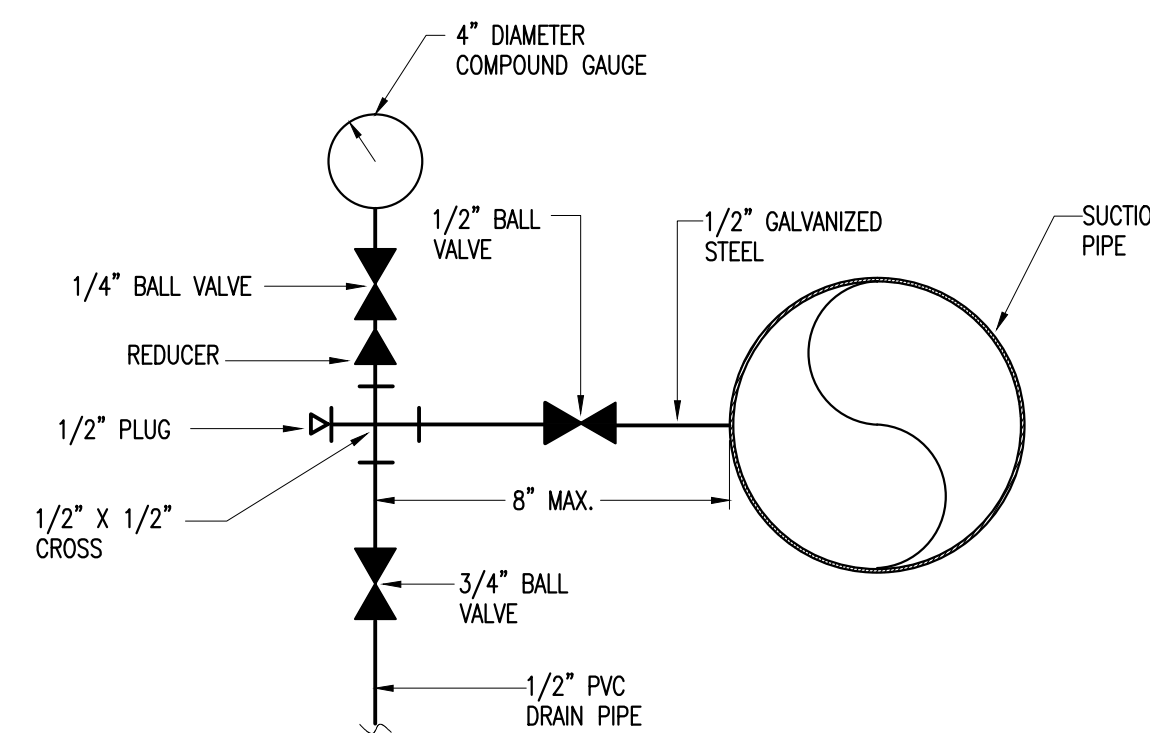 4” DIAMETER
COMPOUND GAUGE
1/2” BALL
VALVE
1/2” GALVANIZED
STEEL
SUCTIO
PIPE
1/4” BALL VALVE
REDUCER
1/2” PLUG
8” MAX.
1/2” X 1/2”
CROSS
3/4” BALL
VALVE
1/2” PVC
DRAIN PIPE